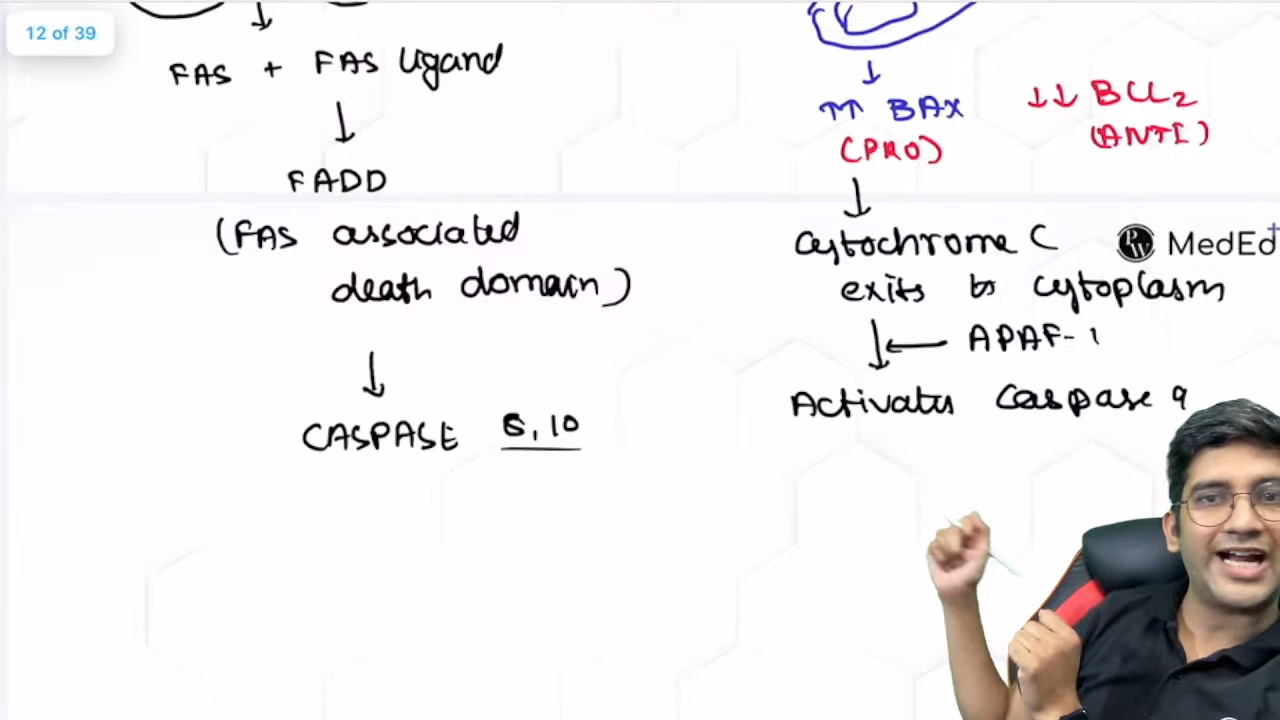 12 of 39
FAS + FAS ligand
FADD
(FAS associated
death domain)
CASPASE 8, 10
↑↑ BAX
(PRO)
↓↓ BCL2
(ANTI)
Cytochrome C
exits to cytoplasm
APAF-1
Activates Caspase 9
PW MedEd